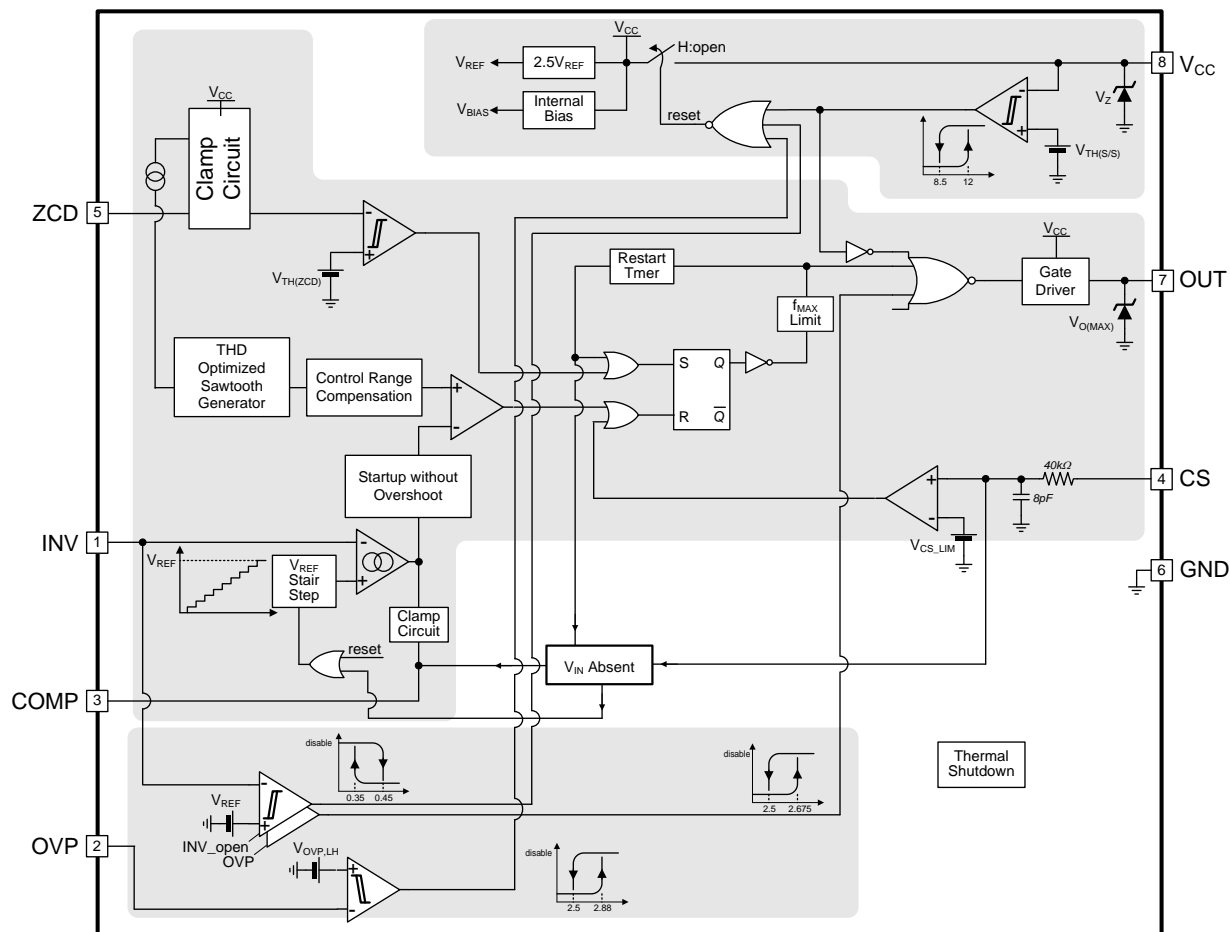 VCC
H:open
VREF
2.5VREF
8
VCC
VBIAS
Internal
Bias
reset
VZ
VTH(S/S)
8.5
12
VCC
Clamp
Circuit
ZCD
5
VTH(ZCD)
Restart
Tmer
VCC
Gate
Driver
7
OUT
VO(MAX)
fMAX
Limit
THD
Optimized
Sawtooth
Generator
Control Range
Compensation
S
Q
R
Q
Startup without
Overshoot
40kΩ
8pF
4
CS
VCS_LIM
INV
1
VREF
VREF
Stair
Step
6
GND
Clamp
Circuit
reset
VIN Absent
COMP
3
disable
0.35
0.45
disable
2.5
2.675
Thermal
Shutdown
VREF
INV_open
OVP
OVP
2
VOVP,LH
disable
2.5
2.88